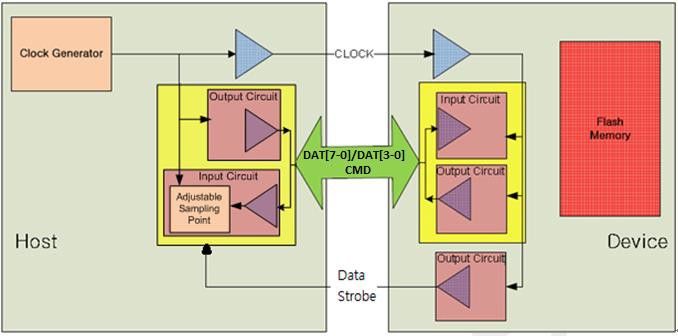 Clock Generator
CLOCK
Output Circuit
Input Circuit
Adjustable
Sampling
Point
Host
DAT[7-0]/DAT[3-0]
CMD
Input Circuit
Output Circuit
Flash
Memory
Device
Output Circuit
Data
Strobe